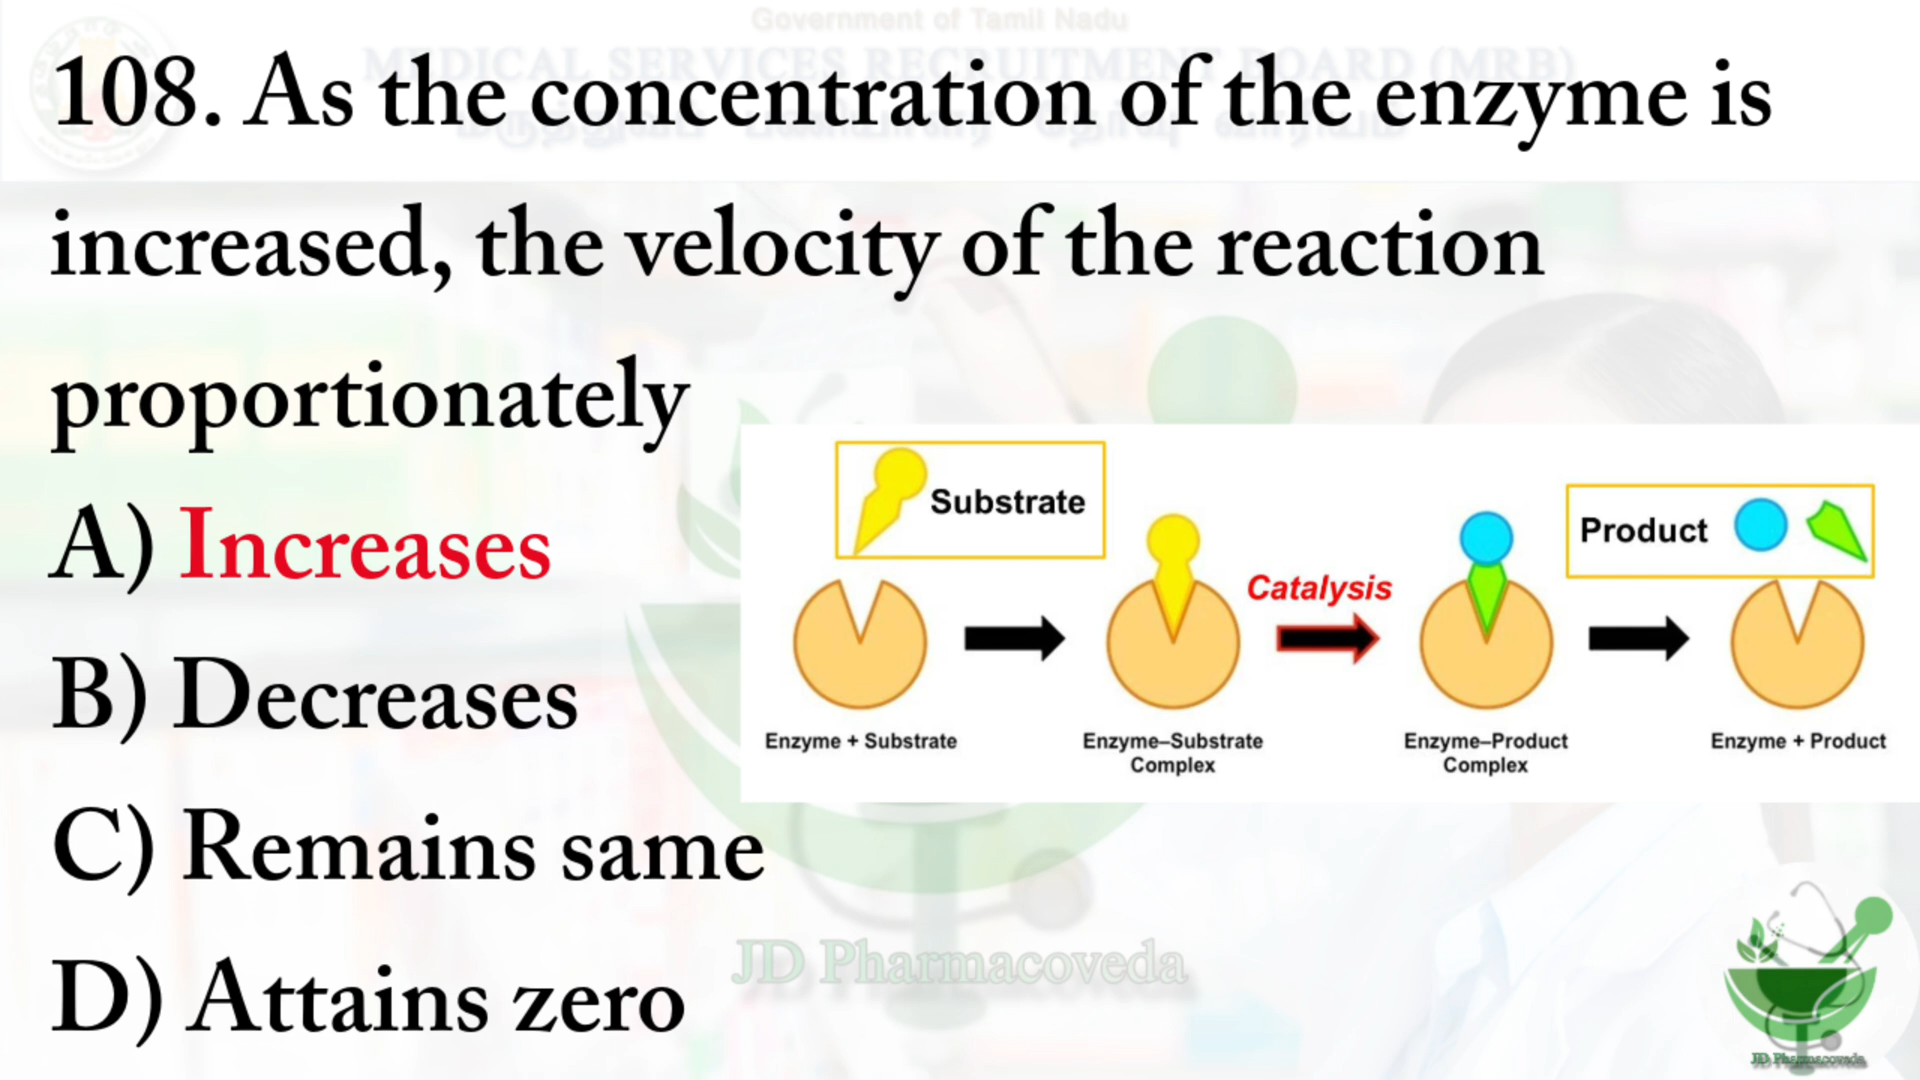 Government of Tamil Nadu
MEDICAL SERVICES RECRUITMENT BOARD (MRB)
108. As the concentration of the enzyme is
increased, the velocity of the reaction
proportionately
A) Increases
B) Decreases
C) Remains same
D) Attains zero
Substrate
Catalysis
Product
Enzyme + Substrate
Enzyme–Substrate
Complex
Enzyme–Product
Complex
Enzyme + Product
JD Pharmacoveda
JD Pharmacoveda